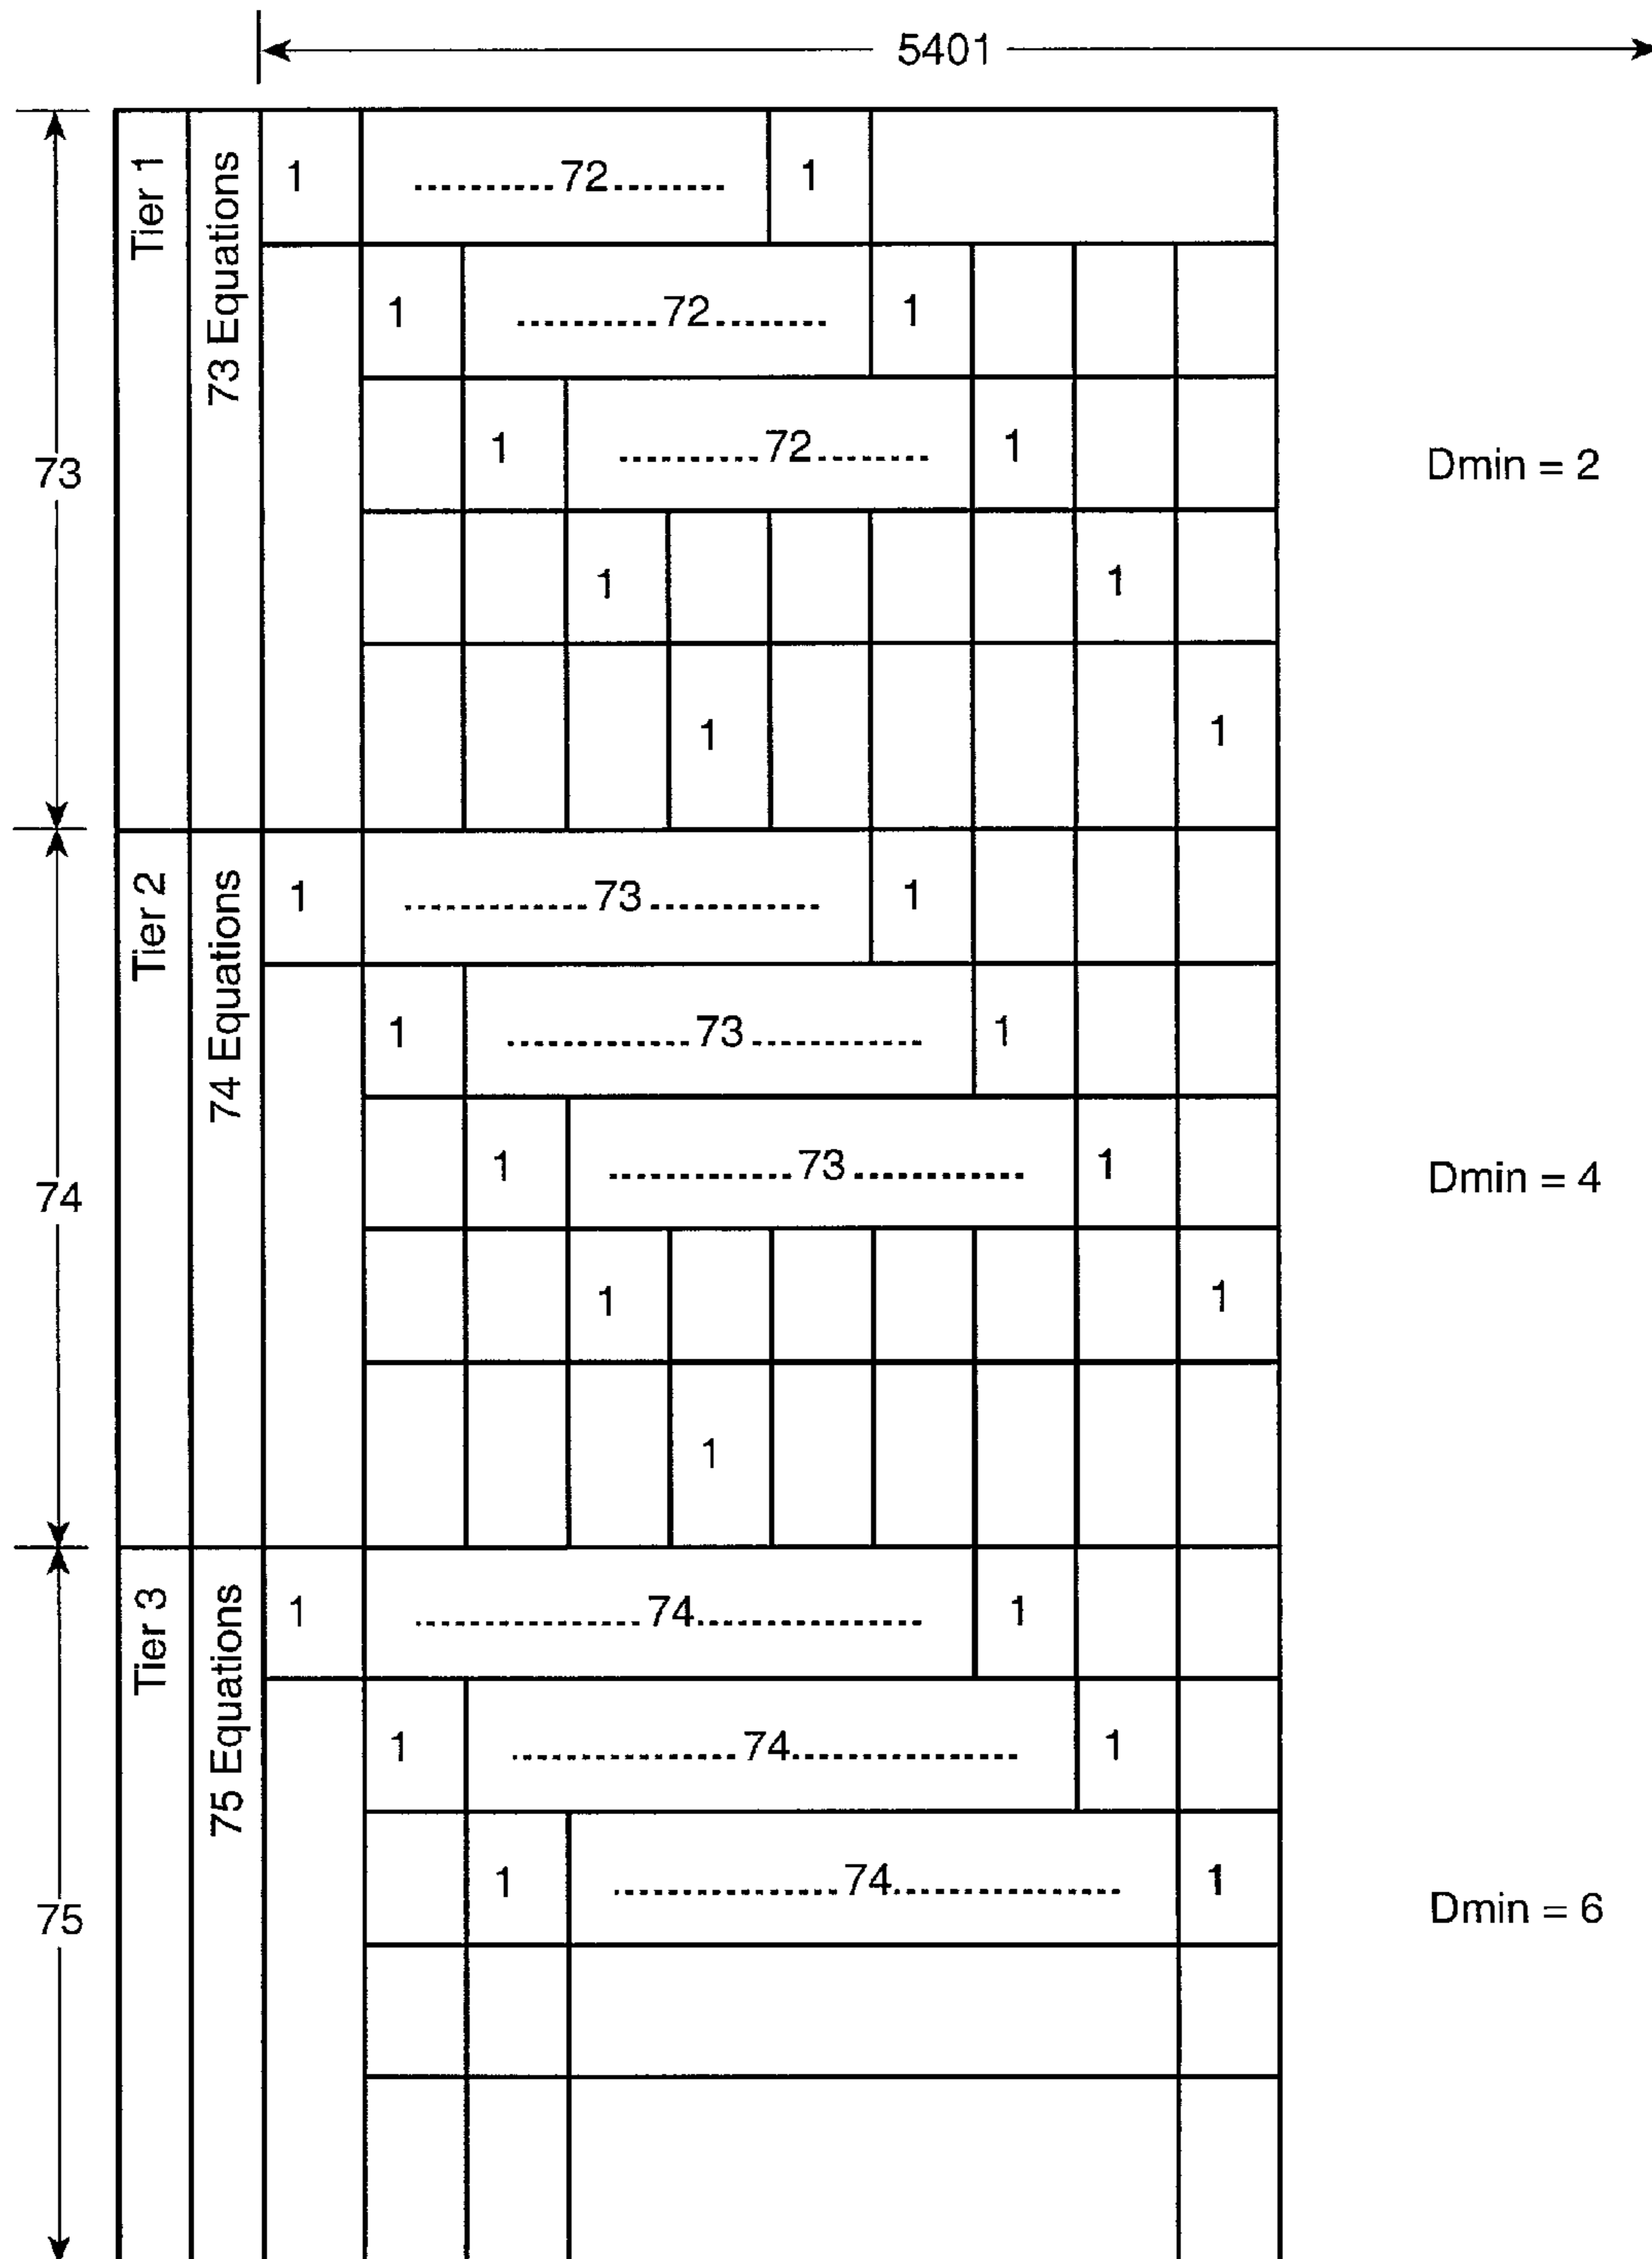 5401
73
Tier 1
73 Equations
1 ..........72........ 1
1 ..........72........ 1
1 ..........72........ 1
1 1
1 1
Dmin = 2
74
Tier 2
74 Equations
1 .............73............. 1
1 .............73............. 1
1 .............73............. 1
1 1
1
Dmin = 4
75
Tier 3
75 Equations
1 ................74................ 1
1 ................74................ 1
1 ................74................ 1
Dmin = 6